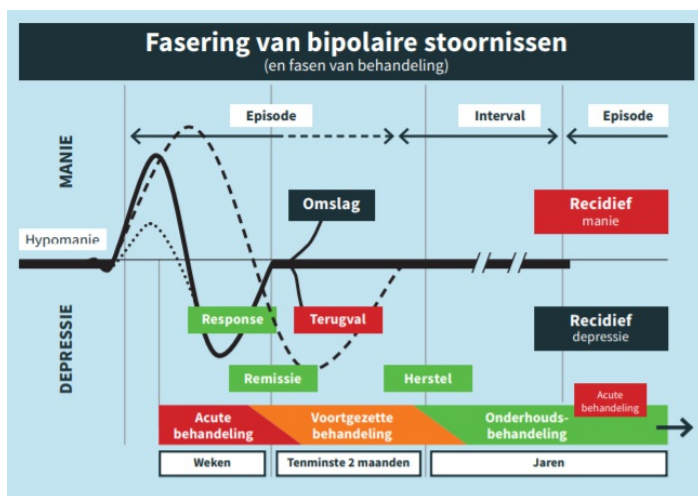 Fasering van bipolaire stoornissen
(en fasen van behandeling)
Episode
Interval
Episode
MANIE
Hypomanie
DEPRESSIE
Omslag
Recidief
manie
Response
Terugval
Recidief
depressie
Remissie
Herstel
Acute
behandeling
Acute
behandeling
Voortgezette
behandeling
Onderhouds-
behandeling
Weken
Tenminste 2 maanden
Jaren